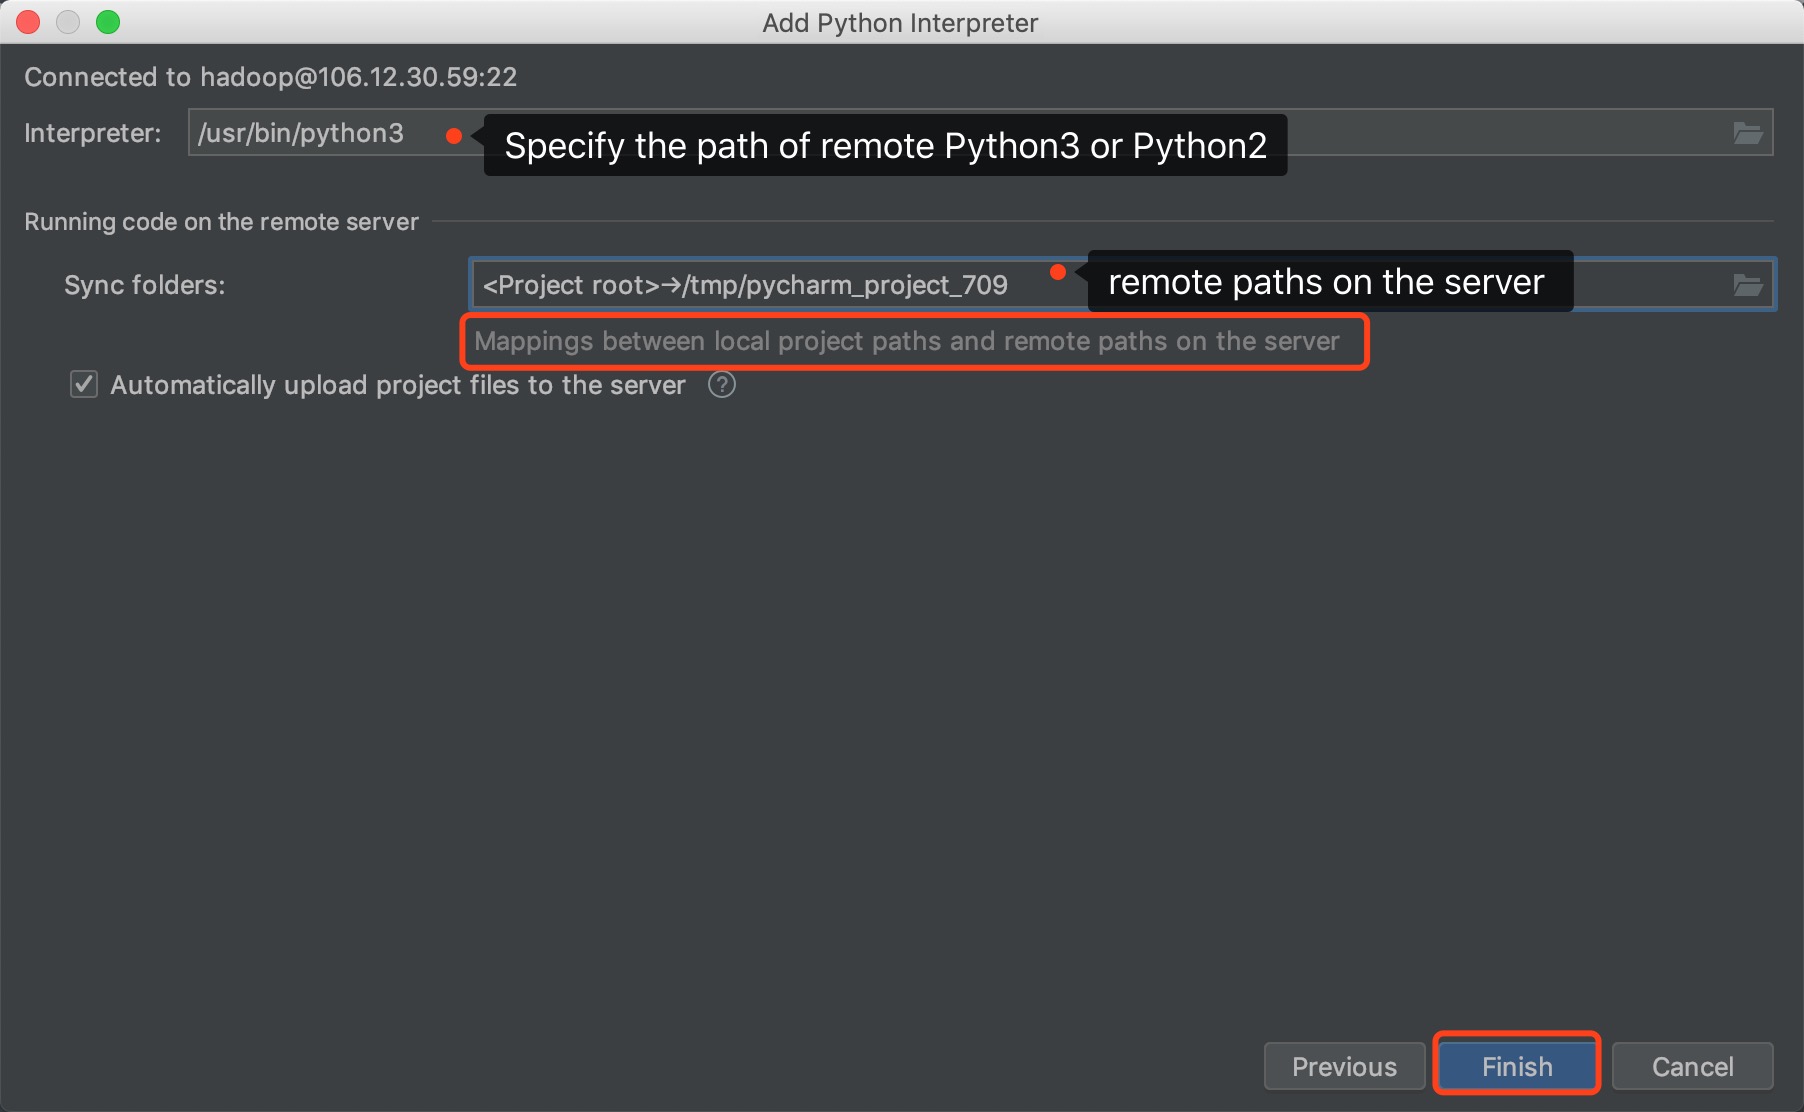 Add Python Interpreter
Connected to hadoop@106.12.30.59:22
Interpreter: /usr/bin/python3 Specify the path of remote Python3 or Python2
Running code on the remote server
Sync folders: <Project root>→/tmp/pycharm_project_709 remote paths on the server
Mappings between local project paths and remote paths on the server
Automatically upload project files to the server ?
Previous Finish Cancel